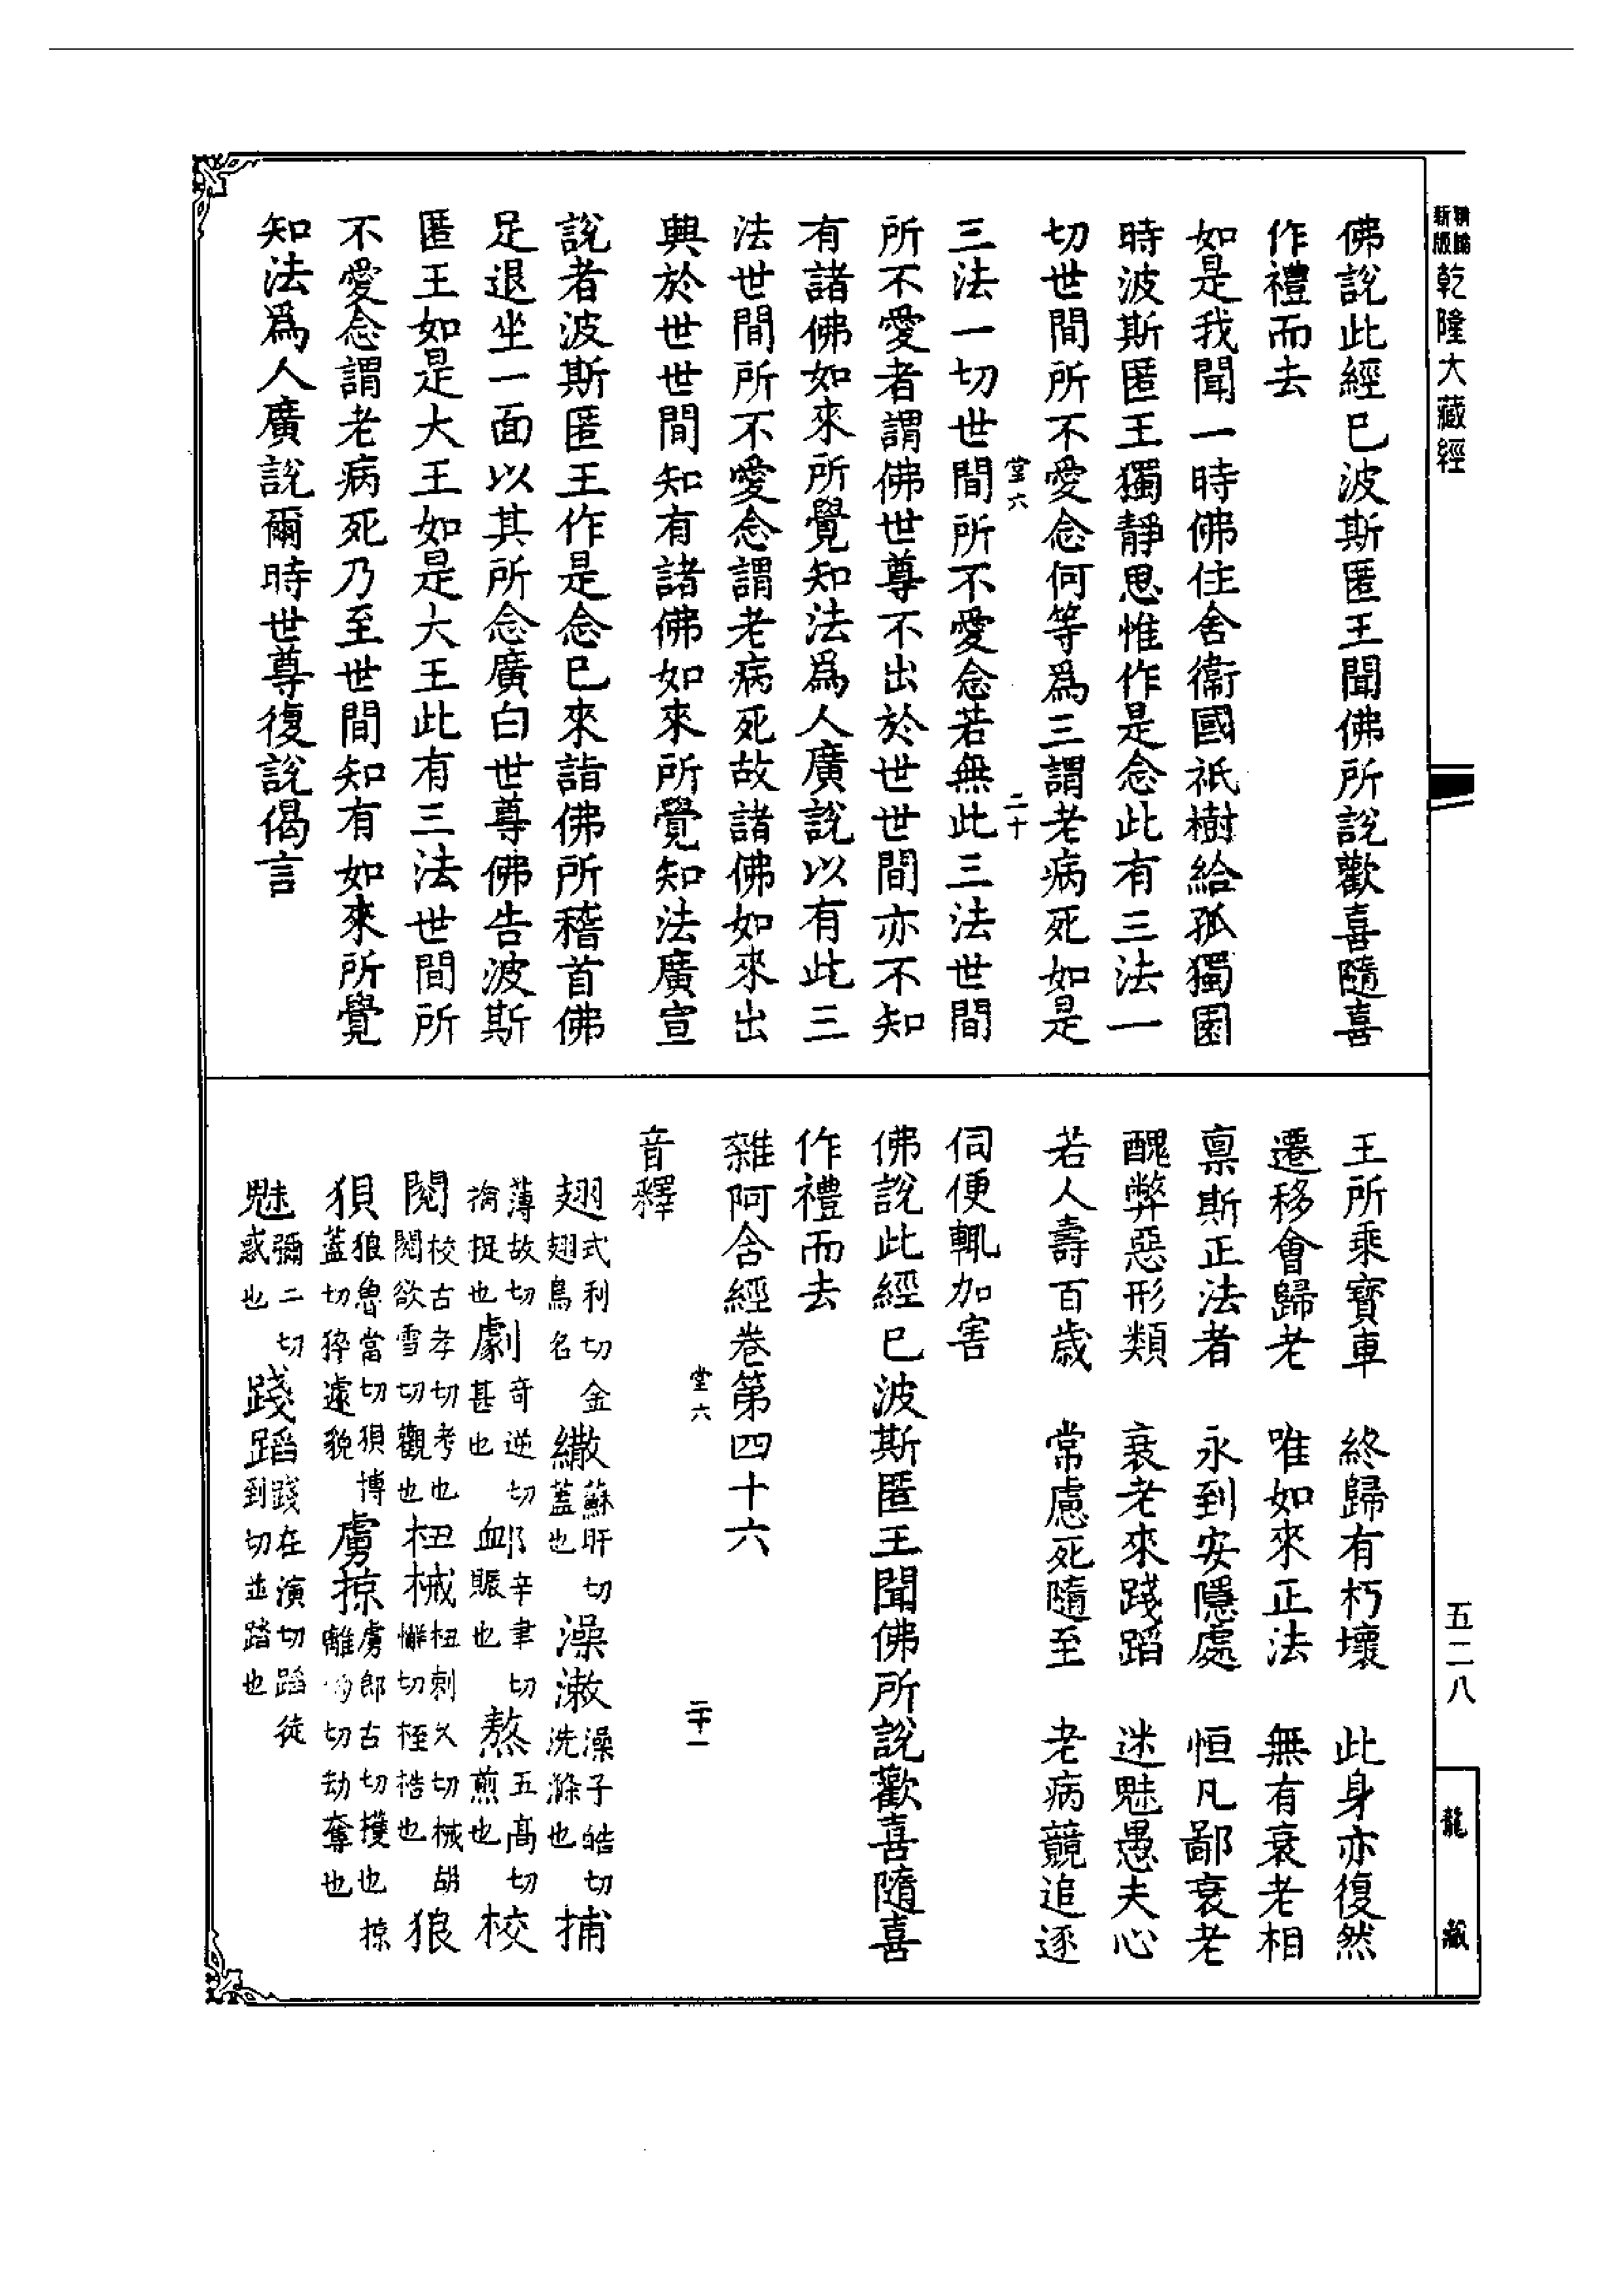 新編
新版
乾隆大藏經
五二八
龍藏
佛說此經已波斯匿王聞佛所說歡喜隨喜
作禮而去
如是我聞一時佛住舍衞國祇樹給孤獨園
時波斯匿王獨靜思惟作是念此有三法一
切世間所不愛念何等爲三謂老病死如是
堂六 二十
三法一切世間所不愛念若無此三法世間
所不愛者謂佛世尊不出於世世間亦不知
有諸佛如來所覺知法爲人廣說以有此三
法世間所不愛念謂老病死故諸佛如來出
興於世世間知有諸佛如來所覺知法廣宣
說者波斯匿王作是念已來詣佛所稽首佛
足退坐一面以其所念廣白世尊佛告波斯
匿王如是大王如是大王此有三法世間所
不愛念謂老病死乃至世間知有如來所覺
知法爲人廣說爾時世尊復說偈言
王所乘寶車 終歸有朽壞 此身亦復然
遷移會歸老 唯如來正法 無有衰老相
禀斯正法者 永到安隱處 恒凡鄙衰老
醜弊惡形類 衰老來踐蹈 迷魅愚夫心
若人壽百歲 常慮死隨至 老病競追逐
伺便輒加害
佛說此經已波斯匿王聞佛所說歡喜隨喜
作禮而去
雜阿含經卷第四十六
堂六 二十一
音釋
翅式利切金翅鳥名 繖蘇旰切蓋也 澡潄澡子皓切洗滌也 捕
薄故切擒捉也 劇奇逆切甚也 卹辛聿切賑也 熬五高切煎也 校
閱校古孝切考也閱欲雪切觀也 杻械杻刺久切械胡懈切桎梏也 狼
狽狼魯當切狽博蓋切猝遽貌 虜掠虜郎古切獲也掠離灼切劫奪也
魅彌二切惑也 踐蹈踐在演切蹈徒到切並踏也